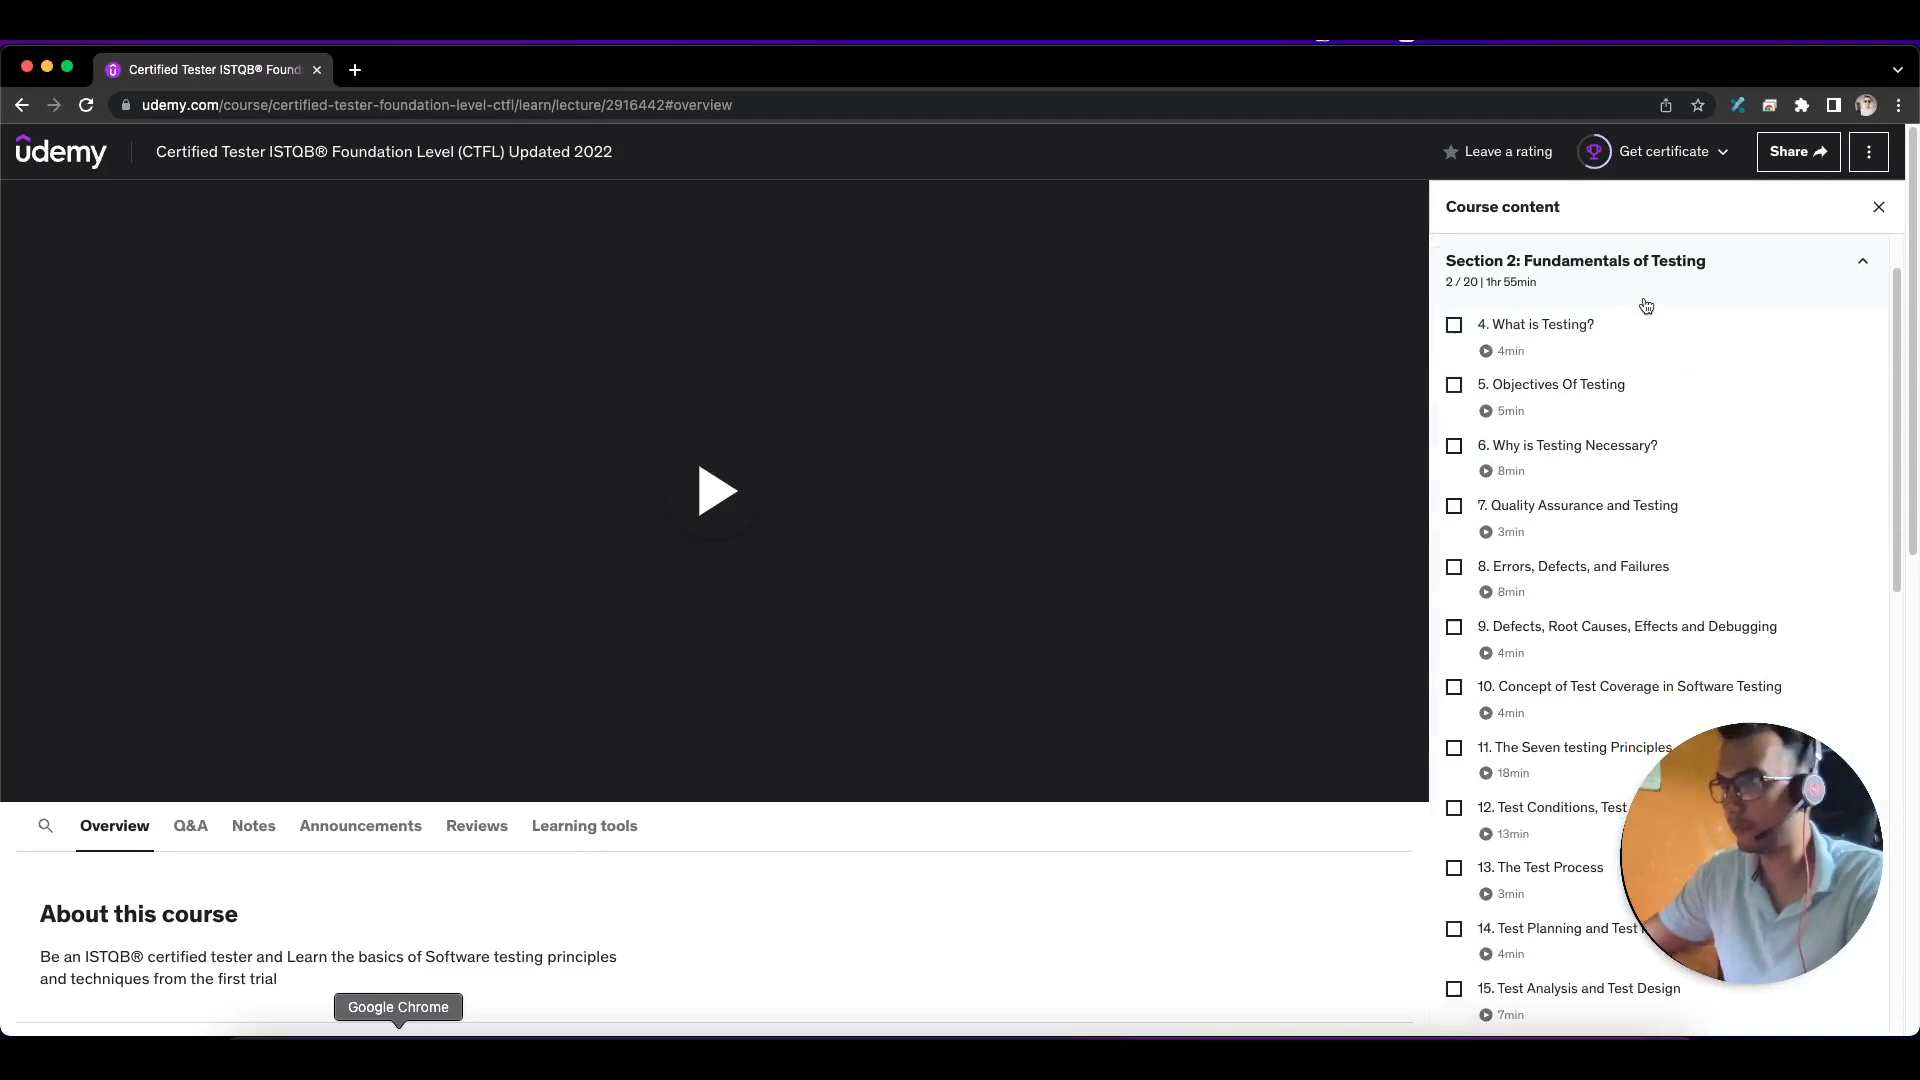 Certified Tester ISTQB® Found
udemy.com/course/certified-tester-foundation-level-ctfl/learn/lecture/2916442#overview
udemy
Certified Tester ISTQB® Foundation Level (CTFL) Updated 2022
Leave a rating
Get certificate
Share
Course content
Section 2: Fundamentals of Testing
2 / 20 | 1hr 55min
4. What is Testing?
4min
5. Objectives Of Testing
5min
6. Why is Testing Necessary?
8min
7. Quality Assurance and Testing
3min
8. Errors, Defects, and Failures
8min
9. Defects, Root Causes, Effects and Debugging
4min
10. Concept of Test Coverage in Software Testing
4min
11. The Seven testing Principles
18min
12. Test Conditions, Test
13min
13. The Test Process
3min
14. Test Planning and Test
4min
15. Test Analysis and Test Design
7min
Overview
Q&A
Notes
Announcements
Reviews
Learning tools
About this course
Be an ISTQB® certified tester and Learn the basics of Software testing principles
and techniques from the first trial
Google Chrome